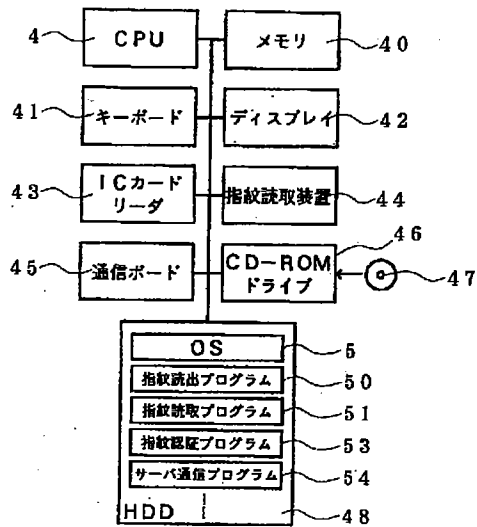 4 CPU メモリ 40
41 キーボード ディスプレイ 42
43 ICカード
リーダ 指紋読取装置 44
45 通信ボード CD-ROM
ドライブ 46
47
OS 5
指紋読出プログラム 50
指紋読取プログラム 51
指紋認証プログラム 53
サーバ通信プログラム 54
HDD 48